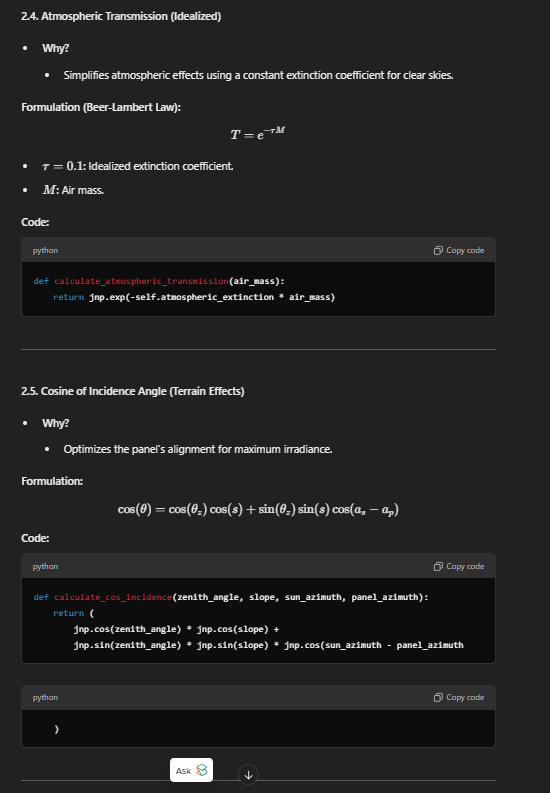 2.4. Atmospheric Transmission (Idealized)
• Why?
• Simplifies atmospheric effects using a constant extinction coefficient for clear skies.
Formulation (Beer-Lambert Law):
T = e^{−τM}
• τ = 0.1: Idealized extinction coefficient.
• M: Air mass.
Code:
python Copy code
def calculate_atmospheric_transmission(air_mass):
    return jnp.exp(-self.atmospheric_extinction * air_mass)
2.5. Cosine of Incidence Angle (Terrain Effects)
• Why?
• Optimizes the panel's alignment for maximum irradiance.
Formulation:
cos(θ) = cos(θ_z) cos(s) + sin(θ_z) sin(s) cos(a_s − a_p)
Code:
python Copy code
def calculate_cos_incidence(zenith_angle, slope, sun_azimuth, panel_azimuth):
    return (
        jnp.cos(zenith_angle) * jnp.cos(slope) +
        jnp.sin(zenith_angle) * jnp.sin(slope) * jnp.cos(sun_azimuth - panel_azimuth
python Copy code
    )
Ask